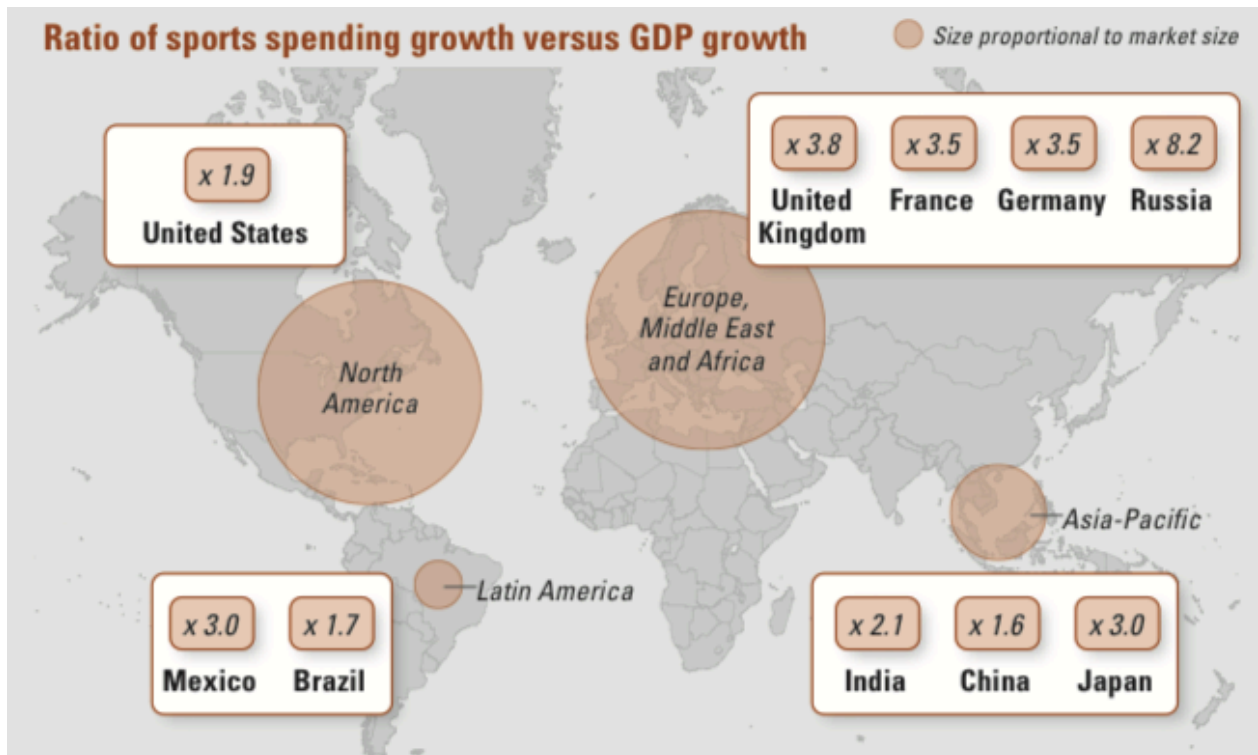 Ratio of sports spending growth versus GDP growth
Size proportional to market size
x 1.9
United States
x 3.8 x 3.5 x 3.5 x 8.2
United France Germany Russia
Kingdom
North
America
Europe,
Middle East
and Africa
Asia-Pacific
Latin America
x 3.0 x 1.7
Mexico Brazil
x 2.1 x 1.6 x 3.0
India China Japan